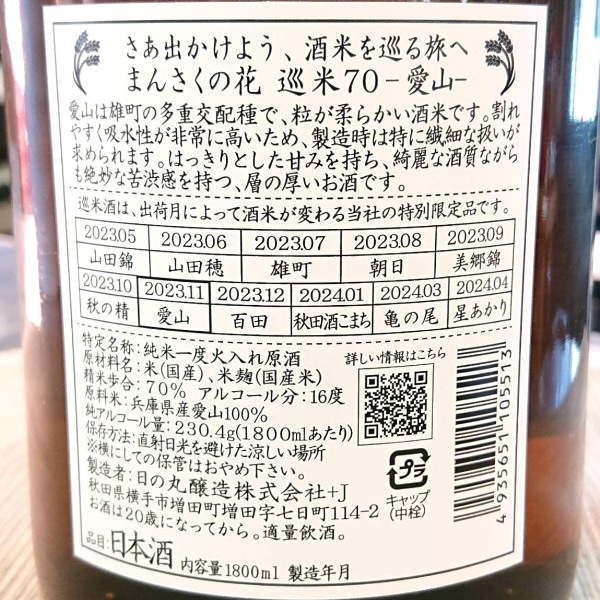 さあ出かけよう、酒米を巡る旅へ
まんさくの花 巡米70-愛山-
愛山は雄町の多重交配種で、粒が柔らかい酒米です。割れ
やすく吸水性が非常に高いため、製造時は特に繊細な扱いが
求められます。はっきりとした甘みを持ち、綺麗な酒質ながら
も絶妙な苦渋感を持つ、層の厚いお酒です。
巡米酒は、出荷月によって酒米が変わる当社の特別限定品です。
2023.05 2023.06 2023.07 2023.08 2023.09
山田錦 山田穂 雄町 朝日 美郷錦
2023.10 2023.11 2023.12 2024.01 2024.03 2024.04
秋の精 愛山 百田 秋田酒こまち 亀の尾 星あかり
特定名称:純米一度火入れ原酒
原材料名:米(国産)、米麹(国産米)
精米歩合:70% アルコール分:16度
原料米:兵庫県産愛山100%
純アルコール量:230.4g(1800mlあたり)
保存方法:直射日光を避けた涼しい場所
※横にしての保管はおやめ下さい。
製造者:日の丸醸造株式会社+J
秋田県横手市増田町増田字七日町114-2
お酒は20歳になってから。適量飲酒。
品目:日本酒 内容量1800ml 製造年月
詳しい情報はこちら
プラ
キャップ
(中栓)
4935651105513